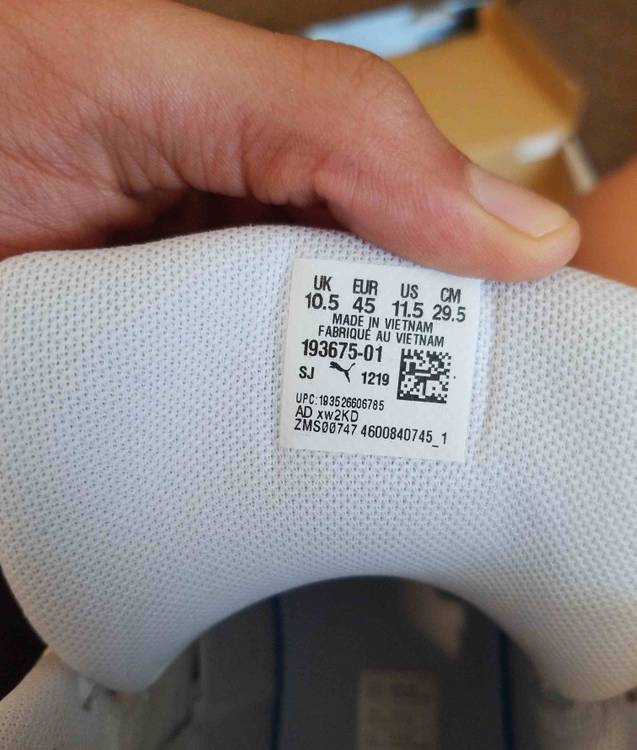 UK EUR US CM
10.5 45 11.5 29.5
MADE IN VIETNAM
FABRIQUÉ AU VIETNAM
193675-01
SJ 1219
UPC:193526606785
AD xw2KD
ZMS00747 4600840745_1